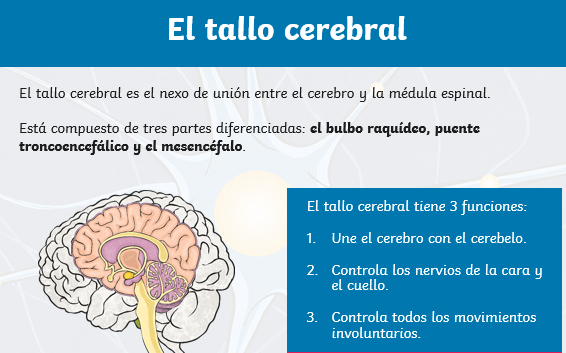 El tallo cerebral
El tallo cerebral es el nexo de unión entre el cerebro y la médula espinal.
Está compuesto de tres partes diferenciadas: el bulbo raquídeo, puente
troncoencefálico y el mesencéfalo.
El tallo cerebral tiene 3 funciones:
1. Une el cerebro con el cerebelo.
2. Controla los nervios de la cara y
el cuello.
3. Controla todos los movimientos
involuntarios.